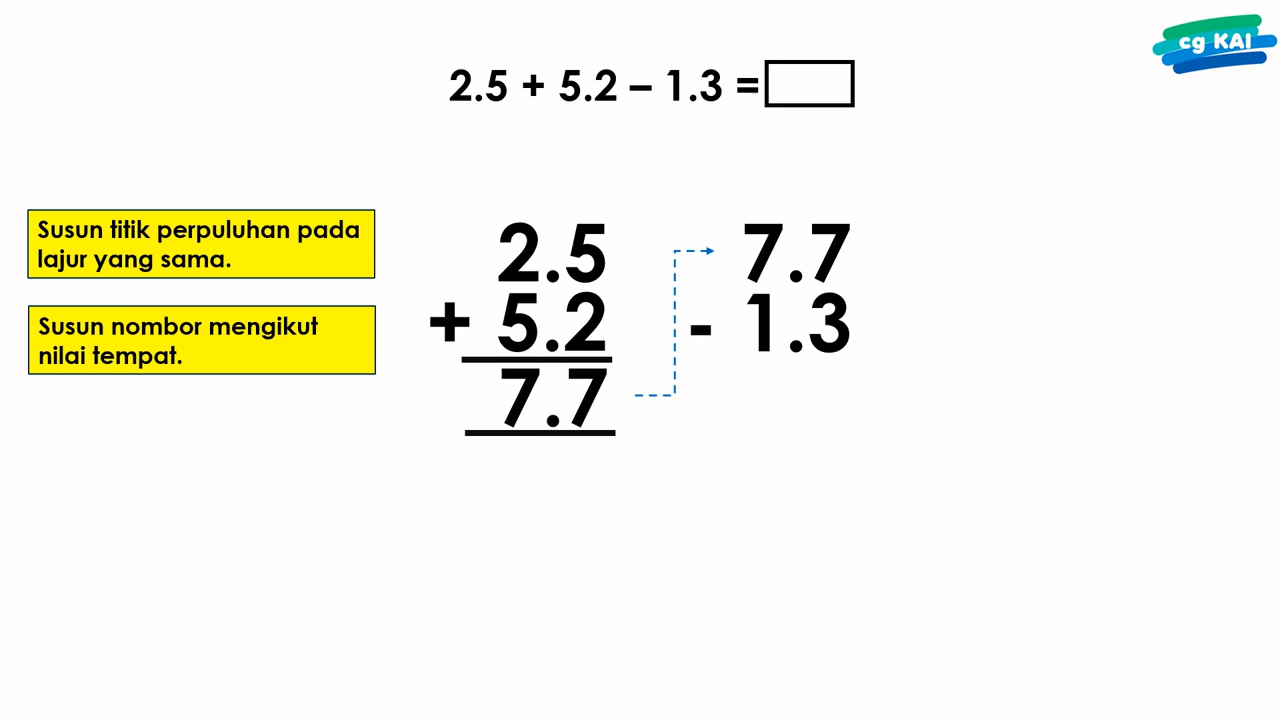 cg KAI
2.5 + 5.2 – 1.3 =
Susun titik perpuluhan pada
lajur yang sama.
Susun nombor mengikut
nilai tempat.
2.5
+ 5.2
7.7
7.7
- 1.3